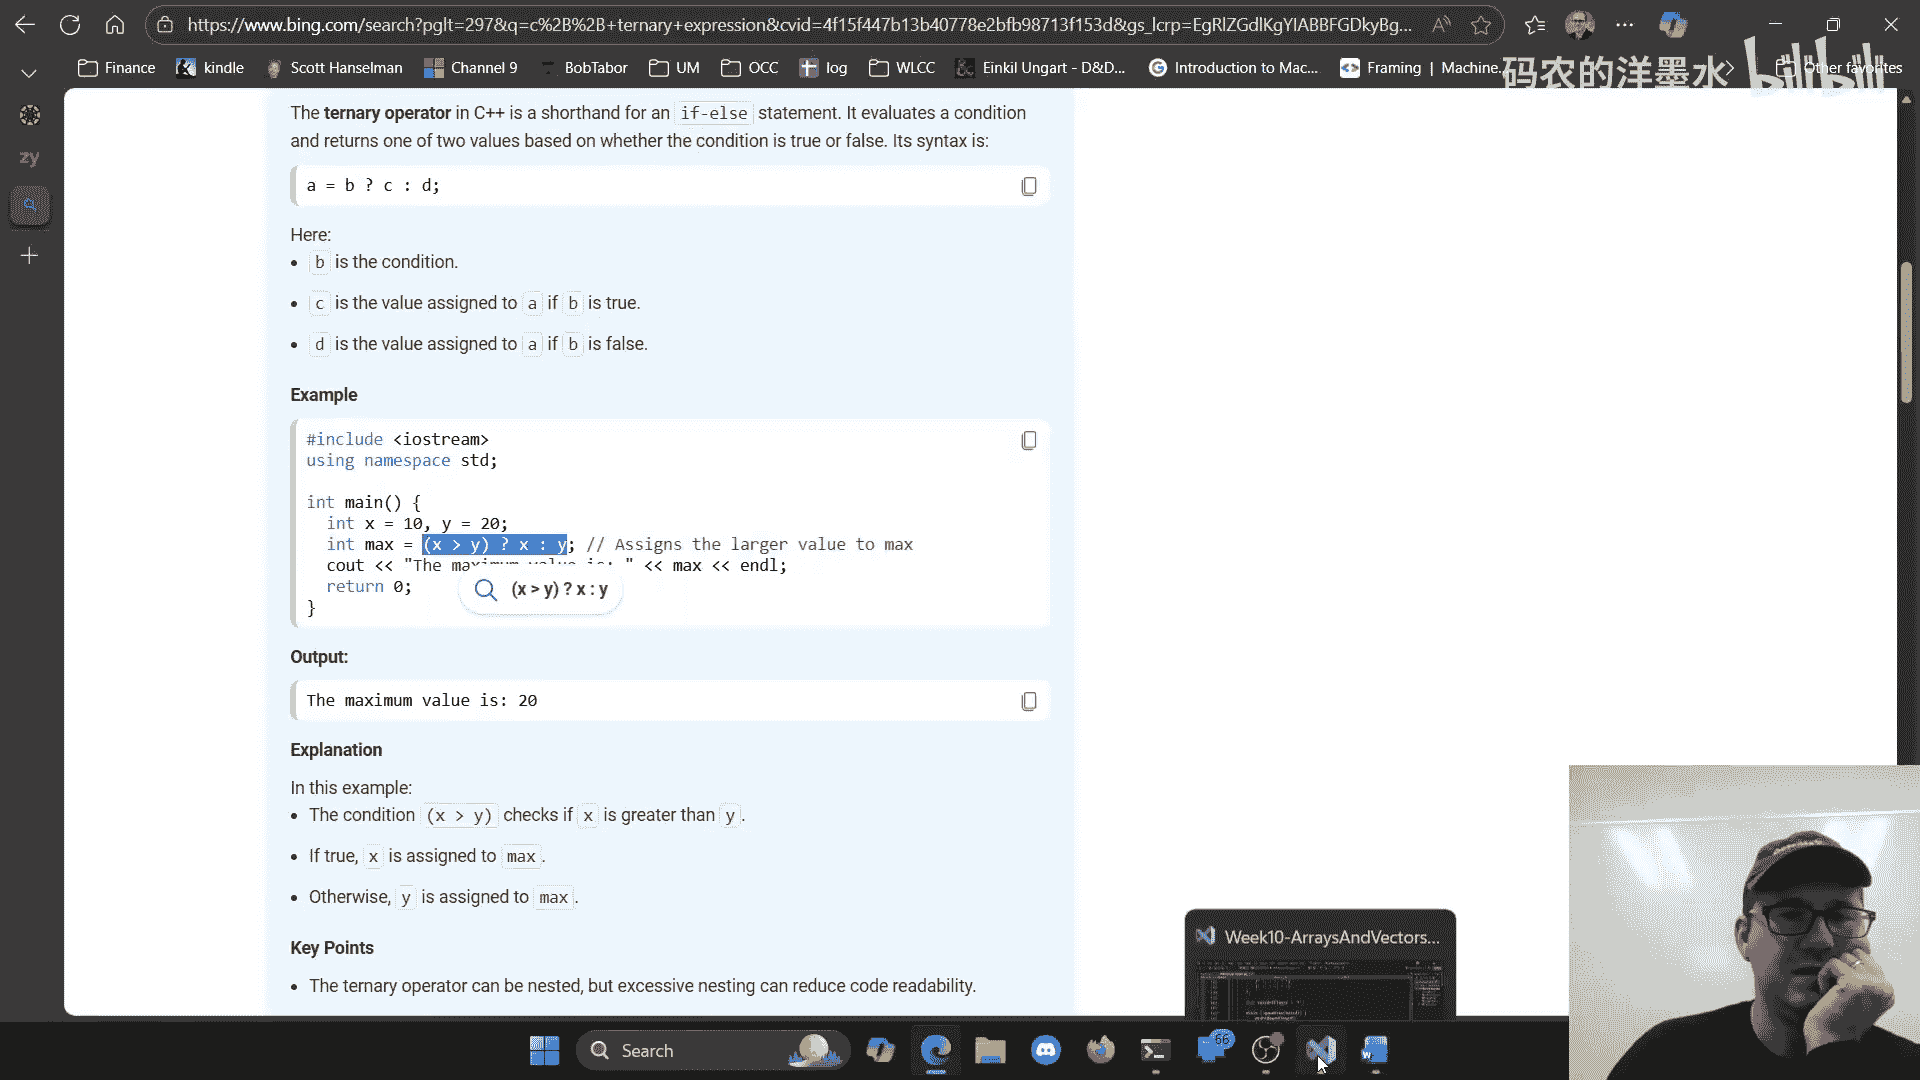 https://www.bing.com/search?pglt=297&q=c%2B%2B+ternary+expression&cvid=4f15f447b13b40778e2bfb98713f153d&gs_lcrp=EgRlZGdlKgYIABBFGDkyBg...
Finance kindle Scott Hanselman Channel 9 BobTabor UM OCC log WLCC Einkil Ungart - D&D... Introduction to Mac... Framing | Machine... Other favorites
码农的洋墨水 bilibili
zy
The ternary operator in C++ is a shorthand for an if-else statement. It evaluates a condition
and returns one of two values based on whether the condition is true or false. Its syntax is:
a = b ? c : d;
Here:
• b is the condition.
• c is the value assigned to a if b is true.
• d is the value assigned to a if b is false.
Example
#include <iostream>
using namespace std;
int main() {
int x = 10, y = 20;
int max = (x > y) ? x : y; // Assigns the larger value to max
cout << "The maximum value is: " << max << endl;
return 0;
}
(x > y) ? x : y
Output:
The maximum value is: 20
Explanation
In this example:
• The condition (x > y) checks if x is greater than y.
• If true, x is assigned to max.
• Otherwise, y is assigned to max.
Key Points
• The ternary operator can be nested, but excessive nesting can reduce code readability.
Week10-ArraysAndVectors...
Search
66